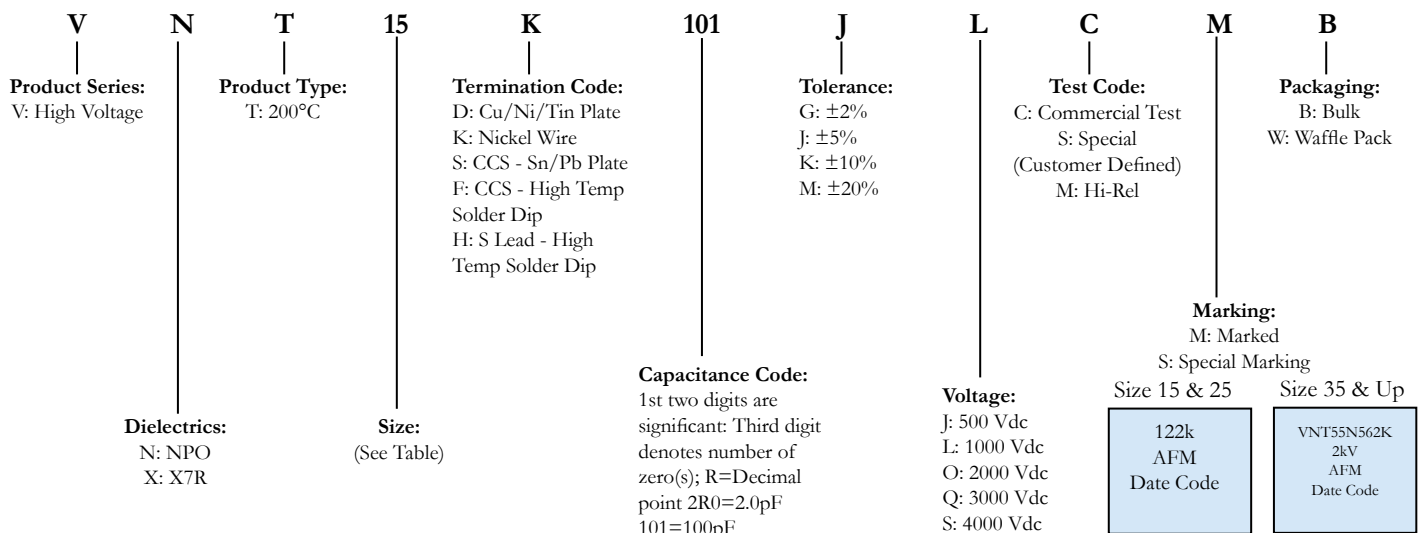 V N T 15 K 101 J L C M B
Product Series:
V: High Voltage
Product Type:
T: 200°C
Termination Code:
D: Cu/Ni/Tin Plate
K: Nickel Wire
S: CCS - Sn/Pb Plate
F: CCS - High Temp
Solder Dip
H: S Lead - High
Temp Solder Dip
Tolerance:
G: ±2%
J: ±5%
K: ±10%
M: ±20%
Test Code:
C: Commercial Test
S: Special
(Customer Defined)
M: Hi-Rel
Packaging:
B: Bulk
W: Waffle Pack
Dielectrics:
N: NPO
X: X7R
Size:
(See Table)
Capacitance Code:
1st two digits are
significant: Third digit
denotes number of
zero(s); R=Decimal
point 2R0=2.0pF
101=100pF
Voltage:
J: 500 Vdc
L: 1000 Vdc
O: 2000 Vdc
Q: 3000 Vdc
S: 4000 Vdc
Marking:
M: Marked
S: Special Marking
Size 15 & 25
122k
AFM
Date Code
Size 35 & Up
VNT55N562K
2kV
AFM
Date Code